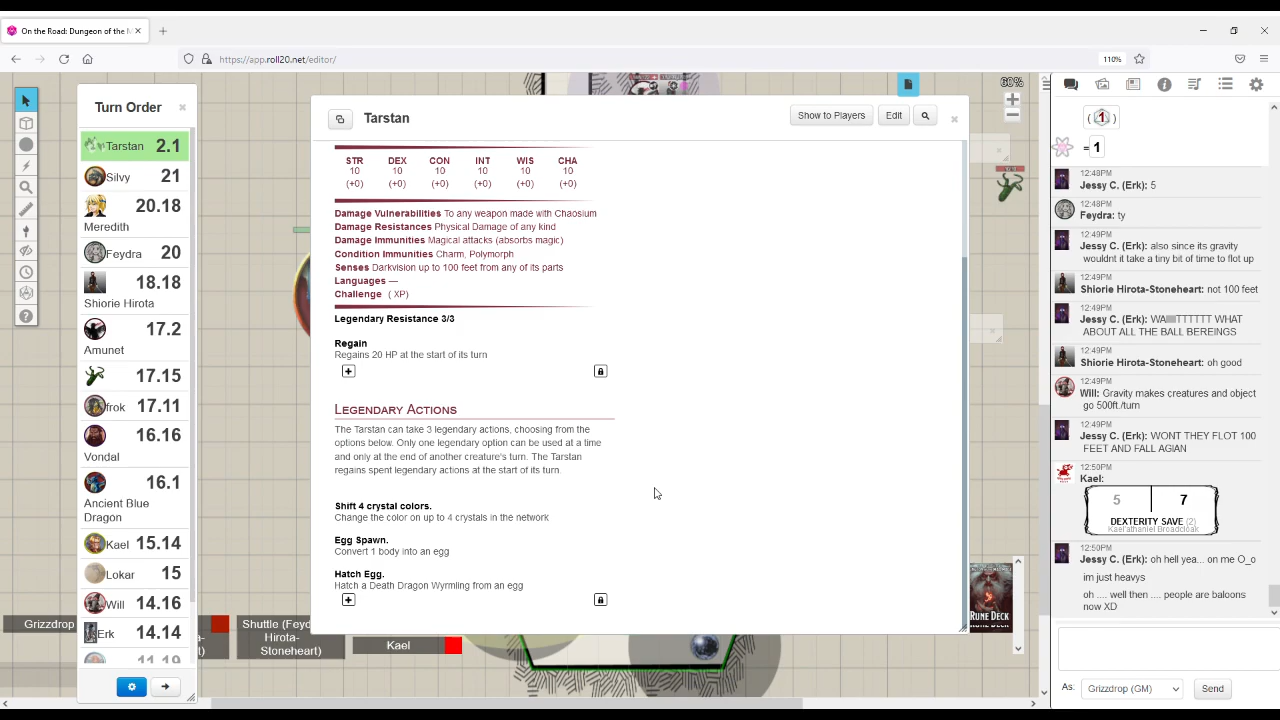 On the Road: Dungeon of the M
https://app.roll20.net/editor/
110%
Turn Order
Tarstan 2.1
Silvy 21
20.18
Meredith
Feydra 20
18.18
Shiorie Hirota
17.2
Amunet
17.15
frok 17.11
16.16
Vondal
16.1
Ancient Blue
Dragon
Kael 15.14
Lokar 15
Will 14.16
Erk 14.14
11.19
Tarstan
Show to Players
Edit
STR DEX CON INT WIS CHA
10 10 10 10 10 10
(+0) (+0) (+0) (+0) (+0) (+0)
Damage Vulnerabilities To any weapon made with Chaosium
Damage Resistances Physical Damage of any kind
Damage Immunities Magical attacks (absorbs magic)
Condition Immunities Charm, Polymorph
Senses Darkvision up to 100 feet from any of its parts
Languages —
Challenge ( XP)
Legendary Resistance 3/3
Regain
Regains 20 HP at the start of its turn
Legendary Actions
The Tarstan can take 3 legendary actions, choosing from the
options below. Only one legendary option can be used at a time
and only at the end of another creature's turn. The Tarstan
regains spent legendary actions at the start of its turn.
Shift 4 crystal colors.
Change the color on up to 4 crystals in the network
Egg Spawn.
Convert 1 body into an egg
Hatch Egg.
Hatch a Death Dragon Wyrmling from an egg
Grizzdrop
Shuttle (Feyd
Hirota-
Stoneheart)
Kael
60%
RUNE DECK
(1)
=1
12:48PM
Jessy C. (Erk): 5
12:48PM
Feydra: ty
12:49PM
Jessy C. (Erk): also since its gravity
wouldnt it take a tiny bit of time to flot up
12:49PM
Shiorie Hirota-Stoneheart: not 100 feet
12:49PM
Jessy C. (Erk): WAIIIITTTTTT WHAT
ABOUT ALL THE BALL BEREINGS
12:49PM
Shiorie Hirota-Stoneheart: oh good
12:49PM
Will: Gravity makes creatures and object
go 500ft./turn
12:49PM
Jessy C. (Erk): WONT THEY FLOT 100
FEET AND FALL AGIAN
12:50PM
Kael:
5 7
DEXTERITY SAVE (2)
Kael'athaniel Broadcloak
12:50PM
Jessy C. (Erk): oh hell yea... on me O_o
im just heavys
oh .... well then .... people are baloons
now XD
As:
Grizzdrop (GM)
Send